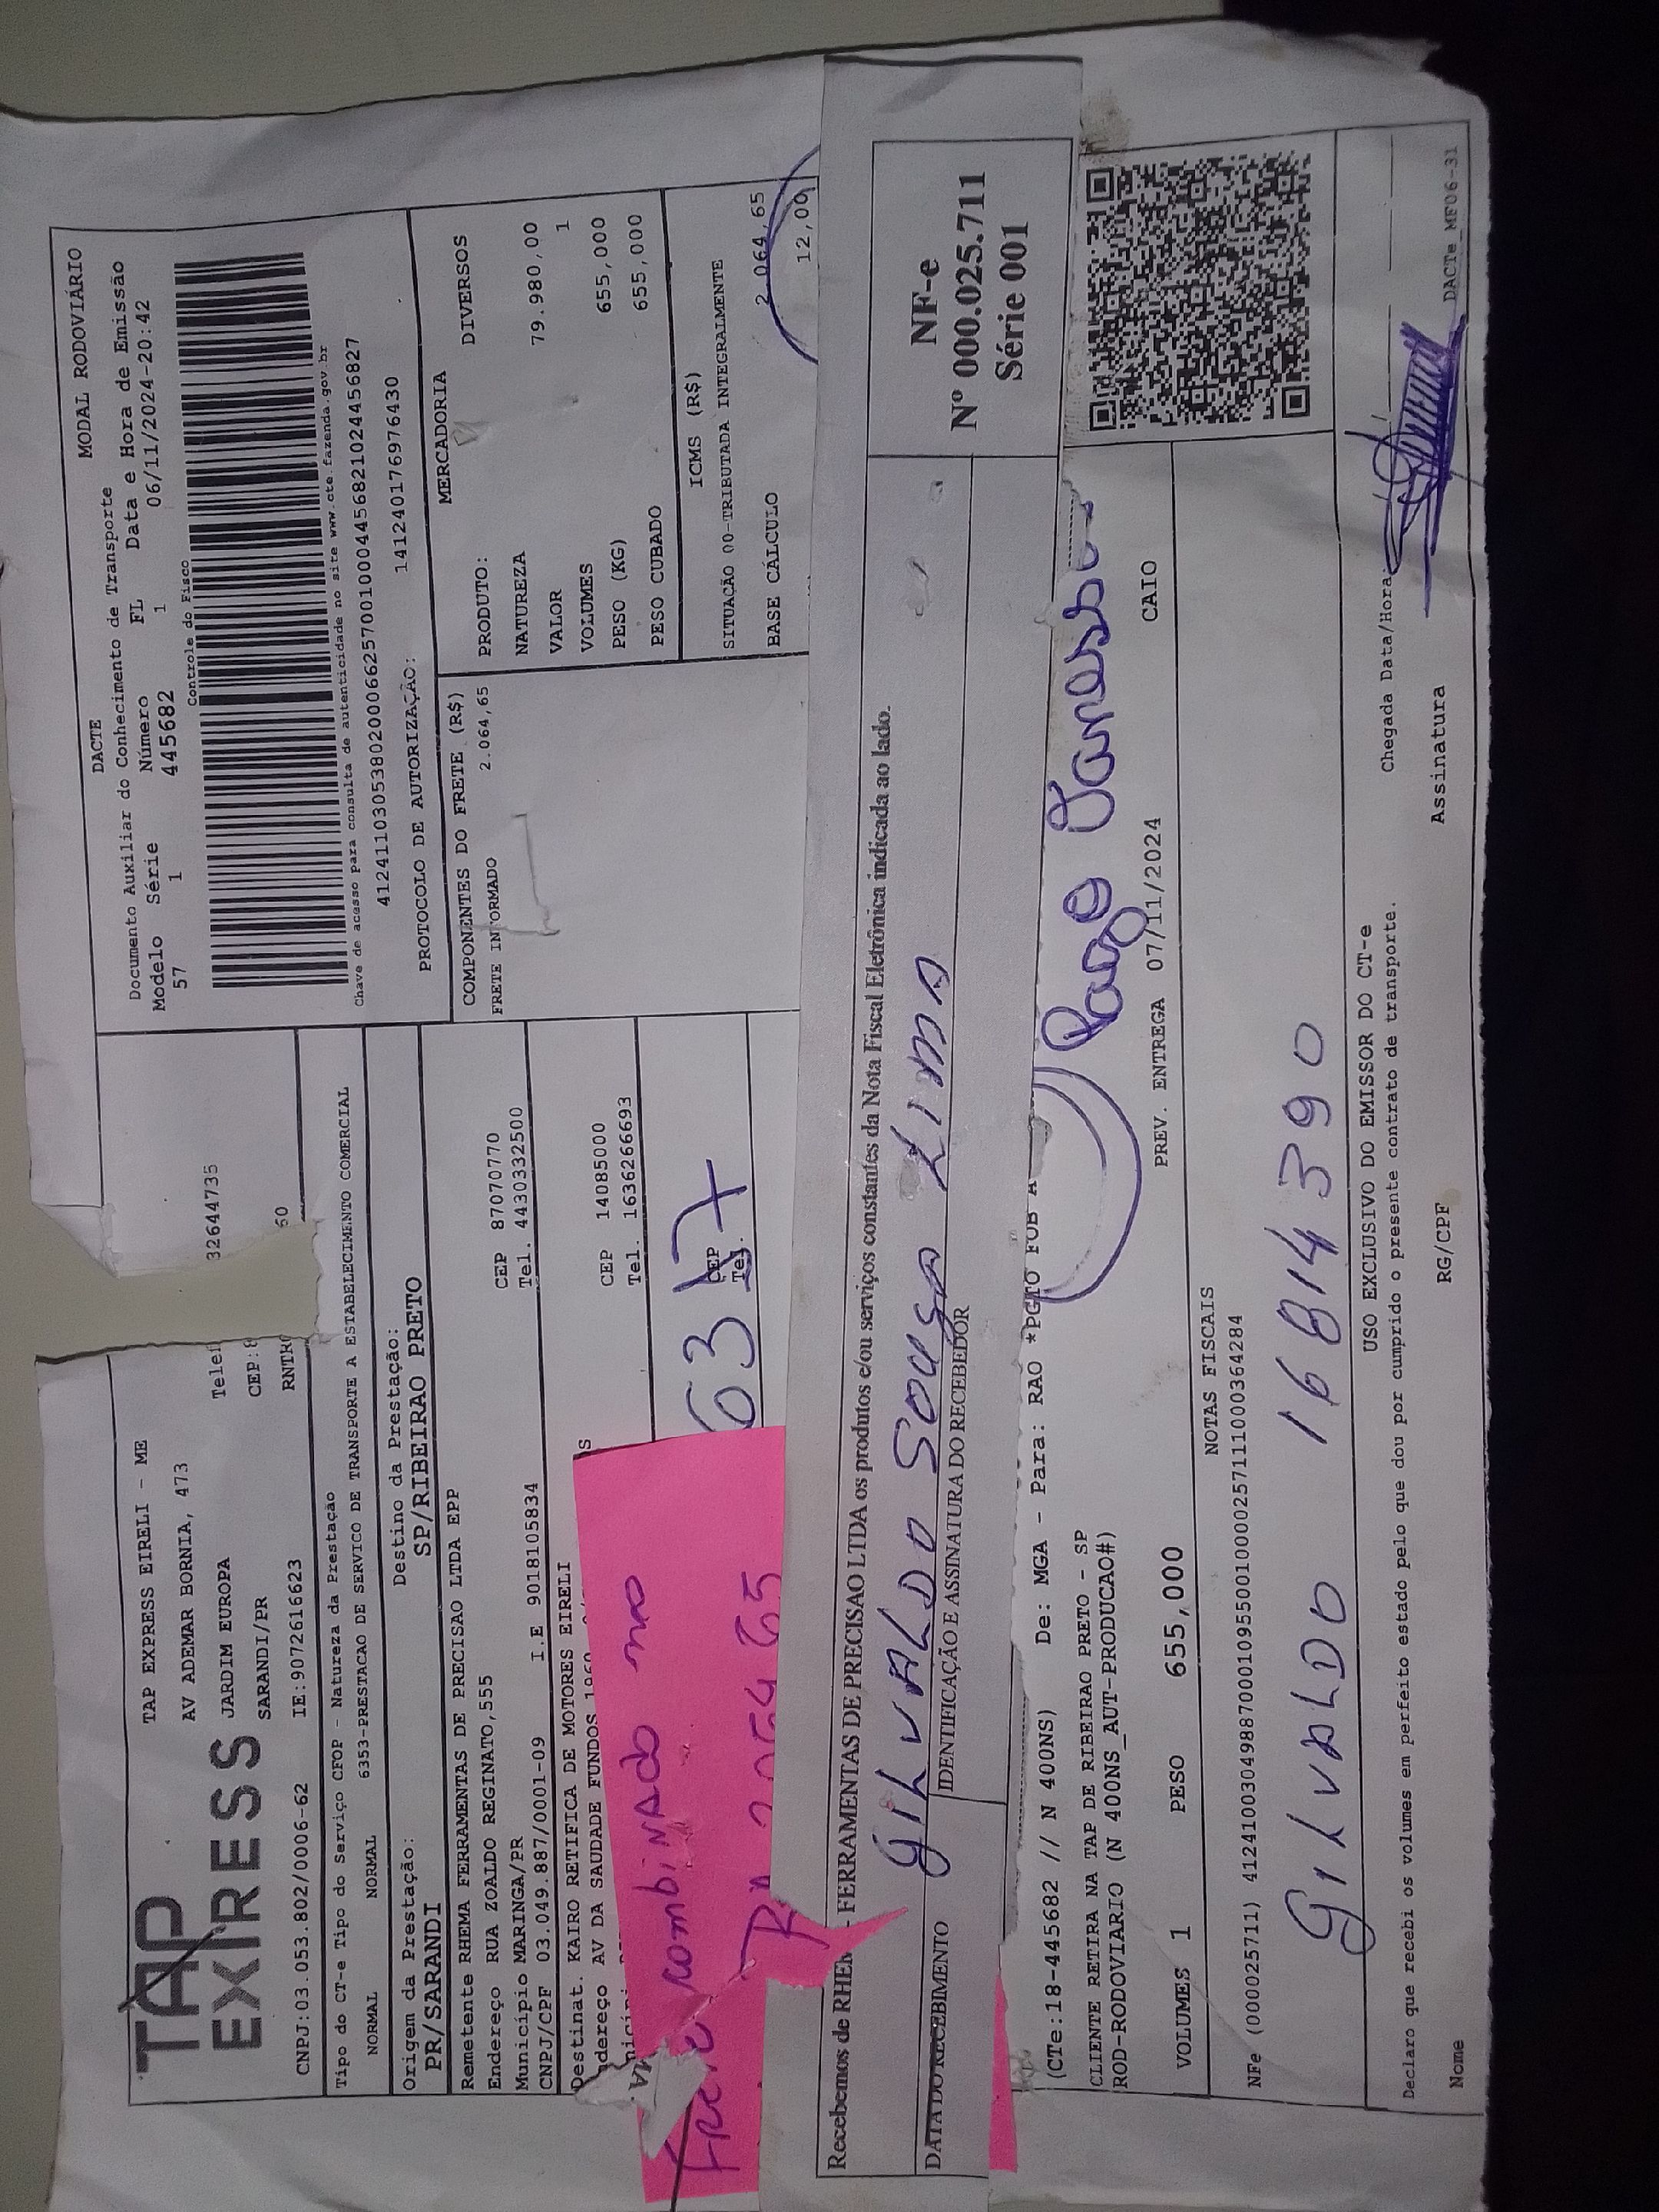 TAP
EXPRESS
TAP EXPRESS EIRELI - ME
AV ADEMAR BORNIA, 473
JARDIM EUROPA
SARANDI/PR
CNPJ:03.053.802/0006-62 IE:9072616623
32644735
CEP:
60
Tipo do CT-e Tipo do Serviço CFOP - Natureza da Prestação
NORMAL NORMAL 6353-PRESTACAO DE SERVICO DE TRANSPORTE A ESTABELECIMENTO COMERCIAL
Origem da Prestação: Destino da Prestação:
PR/SARANDI SP/RIBEIRAO PRETO
Remetente RHEMA FERRAMENTAS DE PRECISAO LTDA EPP
Endereço RUA ZOALDO REGINATO,555 CEP 87070770
Município MARINGA/PR Tel. 4430332500
CNPJ/CPF 03.049.887/0001-09 I.E 9018105834
Destinat. KAIRO RETIFICA DE MOTORES EIRELI
AV DA SAUDADE FUNDOS CEP 14085000
Tel. 1636266693
CEP
Tel.
combinado no
MODAL RODOVIÁRIO
DACTE
Documento Auxiliar do Conhecimento de Transporte
Modelo Série Número FL Data e Hora de Emissão
57 1 445682 1 06/11/2024-20:42
Controle do Fisco
Chave de acesso para consulta de autenticidade no site www.cte.fazenda.gov.br
41241103053802000662570010004456821024456827
PROTOCOLO DE AUTORIZAÇÃO: 141240176976430
COMPONENTES DO FRETE (R$)
FRETE INFORMADO 2.064,65
MERCADORIA
PRODUTO: DIVERSOS
NATUREZA
VALOR 79.980,00
VOLUMES 1
PESO (KG) 655,000
PESO CUBADO 655,000
ICMS (R$)
SITUAÇÃO 00-TRIBUTADA INTEGRALMENTE
BASE CÁLCULO 2.064,65
12,00
Recebemos de RHEMA FERRAMENTAS DE PRECISAO LTDA os produtos e/ou serviços constantes da Nota Fiscal Eletrônica indicada ao lado.
GILVALDO SOUSA LIMA
DATA DO RECEBIMENTO IDENTIFICAÇÃO E ASSINATURA DO RECEBEDOR
NF-e
Nº 000.025.711
Série 001
(CTe:18-445682 // N 400NS) De: MGA - Para: RAO *PGTO FOB A
CLIENTE RETIRA NA TAP DE RIBEIRAO PRETO - SP
ROD-RODOVIARIO (N 400NS_AUT-PRODUCAO#)
VOLUMES 1 PESO 655,000 PREV. ENTREGA 07/11/2024 CAIO
NOTAS FISCAIS
NFe (000025711) 41241003049887000109550010000257111000364284
GILVALDO 16814390
USO EXCLUSIVO DO EMISSOR DO CT-e
Declaro que recebi os volumes em perfeito estado pelo que dou por cumprido o presente contrato de transporte.
Chegada Data/Hora
Nome RG/CPF Assinatura
DACTe_MF06-31